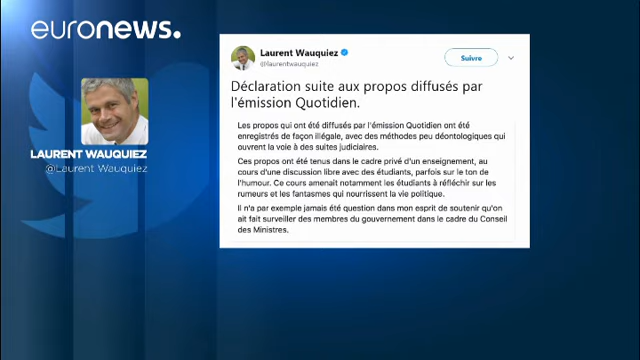 euronews.
Laurent Wauquiez
@laurentwauquiez
Suivre
Déclaration suite aux propos diffusés par
l'émission Quotidien.
Les propos qui ont été diffusés par l'émission Quotidien ont été
enregistrés de façon illégale, avec des méthodes peu déontologiques qui
ouvrent la voie à des suites judiciaires.
Ces propos ont été tenus dans le cadre privé d'un enseignement, au
cours d'une discussion libre avec des étudiants, parfois sur le ton de
l'humour. Ce cours amenait notamment les étudiants à réfléchir sur les
rumeurs et les fantasmes qui nourrissent la vie politique.
Il n'a par exemple jamais été question dans mon esprit de soutenir qu'on
ait fait surveiller des membres du gouvernement dans le cadre du Conseil
des Ministres.
LAURENT WAUQUIEZ
@Laurent Wauquiez